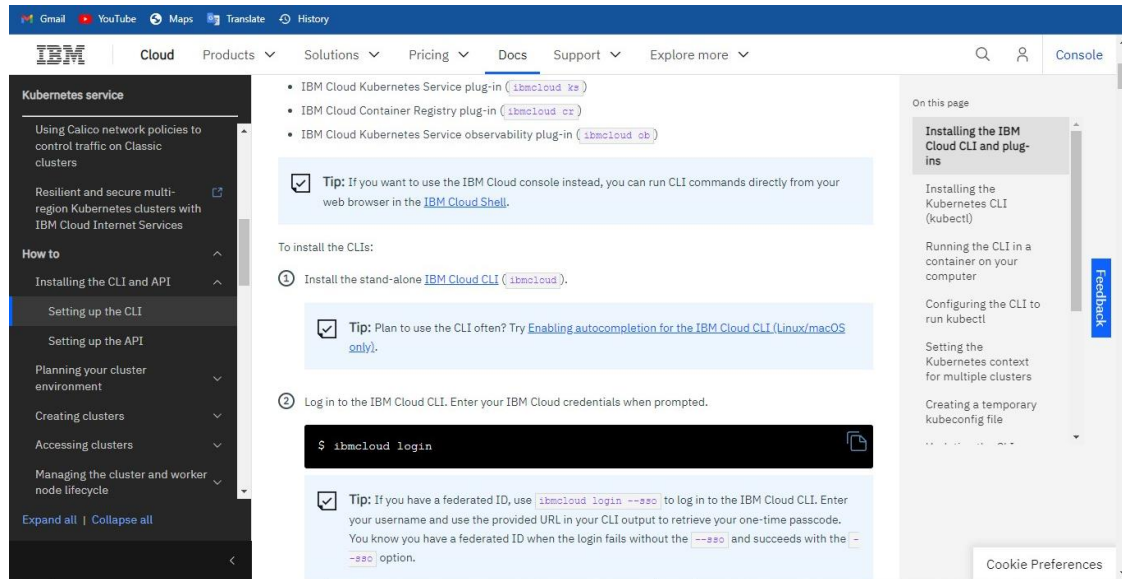 Gmail YouTube Maps Translate History
IBM Cloud Products Solutions Pricing Docs Support Explore more Console
Kubernetes service
Using Calico network policies to
control traffic on Classic
clusters
Resilient and secure multi-
region Kubernetes clusters with
IBM Cloud Internet Services
How to
Installing the CLI and API
Setting up the CLI
Setting up the API
Planning your cluster
environment
Creating clusters
Accessing clusters
Managing the cluster and worker
node lifecycle
Expand all | Collapse all
• IBM Cloud Kubernetes Service plug-in ( ibmcloud ks )
• IBM Cloud Container Registry plug-in ( ibmcloud cr )
• IBM Cloud Kubernetes Service observability plug-in ( ibmcloud ob )
Tip: If you want to use the IBM Cloud console instead, you can run CLI commands directly from your
web browser in the IBM Cloud Shell.
To install the CLIs:
1 Install the stand-alone IBM Cloud CLI ( ibmcloud ).
Tip: Plan to use the CLI often? Try Enabling autocompletion for the IBM Cloud CLI (Linux/macOS
only).
2 Log in to the IBM Cloud CLI. Enter your IBM Cloud credentials when prompted.
$ ibmcloud login
Tip: If you have a federated ID, use ibmcloud login --sso to log in to the IBM Cloud CLI. Enter
your username and use the provided URL in your CLI output to retrieve your one-time passcode.
You know you have a federated ID when the login fails without the --sso and succeeds with the -
-sso option.
On this page
Installing the IBM
Cloud CLI and plug-
ins
Installing the
Kubernetes CLI
(kubectl)
Running the CLI in a
container on your
computer
Configuring the CLI to
run kubectl
Setting the
Kubernetes context
for multiple clusters
Creating a temporary
kubeconfig file
Feedback
Cookie Preferences